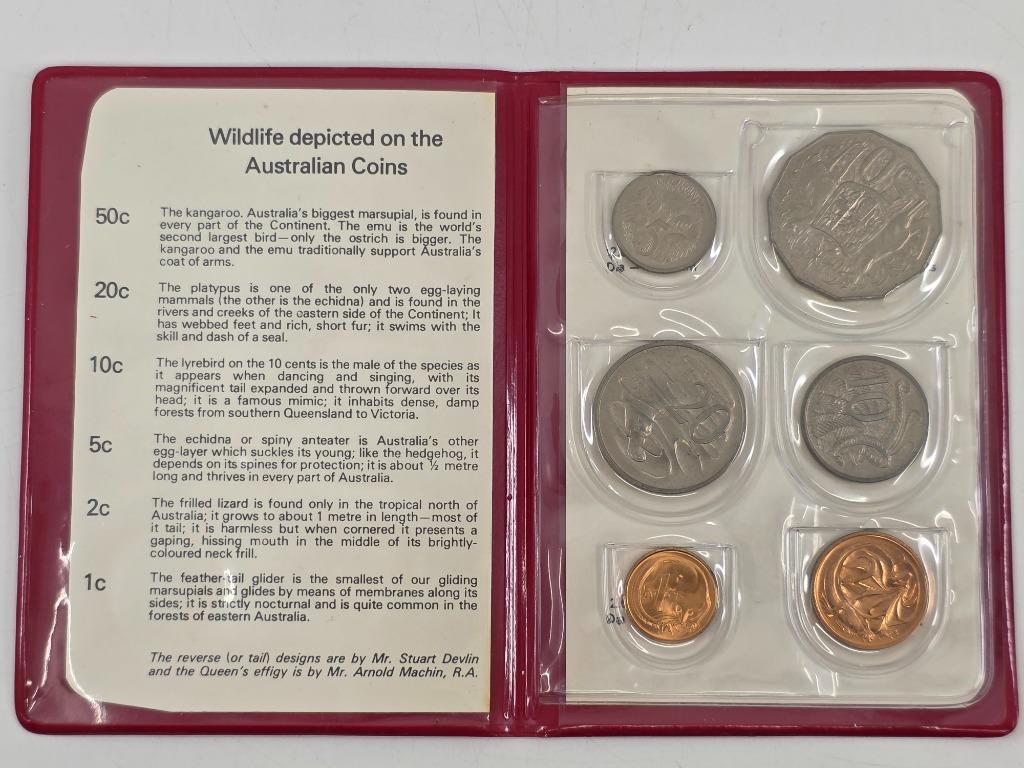 Wildlife depicted on the
Australian Coins
50c
The kangaroo. Australia's biggest marsupial, is found in
every part of the Continent. The emu is the world's
second largest bird—only the ostrich is bigger. The
kangaroo and the emu traditionally support Australia's
coat of arms.
20c
The platypus is one of the only two egg-laying
mammals (the other is the echidna) and is found in the
rivers and creeks of the eastern side of the Continent; It
has webbed feet and rich, short fur; it swims with the
skill and dash of a seal.
10c
The lyrebird on the 10 cents is the male of the species as
it appears when dancing and singing, with its
magnificent tail expanded and thrown forward over its
head; it is a famous mimic; it inhabits dense, damp
forests from southern Queensland to Victoria.
5c
The echidna or spiny anteater is Australia's other
egg-layer which suckles its young; like the hedgehog, it
depends on its spines for protection; it is about ½ metre
long and thrives in every part of Australia.
2c
The frilled lizard is found only in the tropical north of
Australia; it grows to about 1 metre in length—most of
it tail; it is harmless but when cornered it presents a
gaping, hissing mouth in the middle of its brightly-
coloured neck frill.
1c
The feather-tail glider is the smallest of our gliding
marsupials and glides by means of membranes along its
sides; it is strictly nocturnal and is quite common in the
forests of eastern Australia.
The reverse (or tail) designs are by Mr. Stuart Devlin
and the Queen's effigy is by Mr. Arnold Machin, R.A.
50
20
10